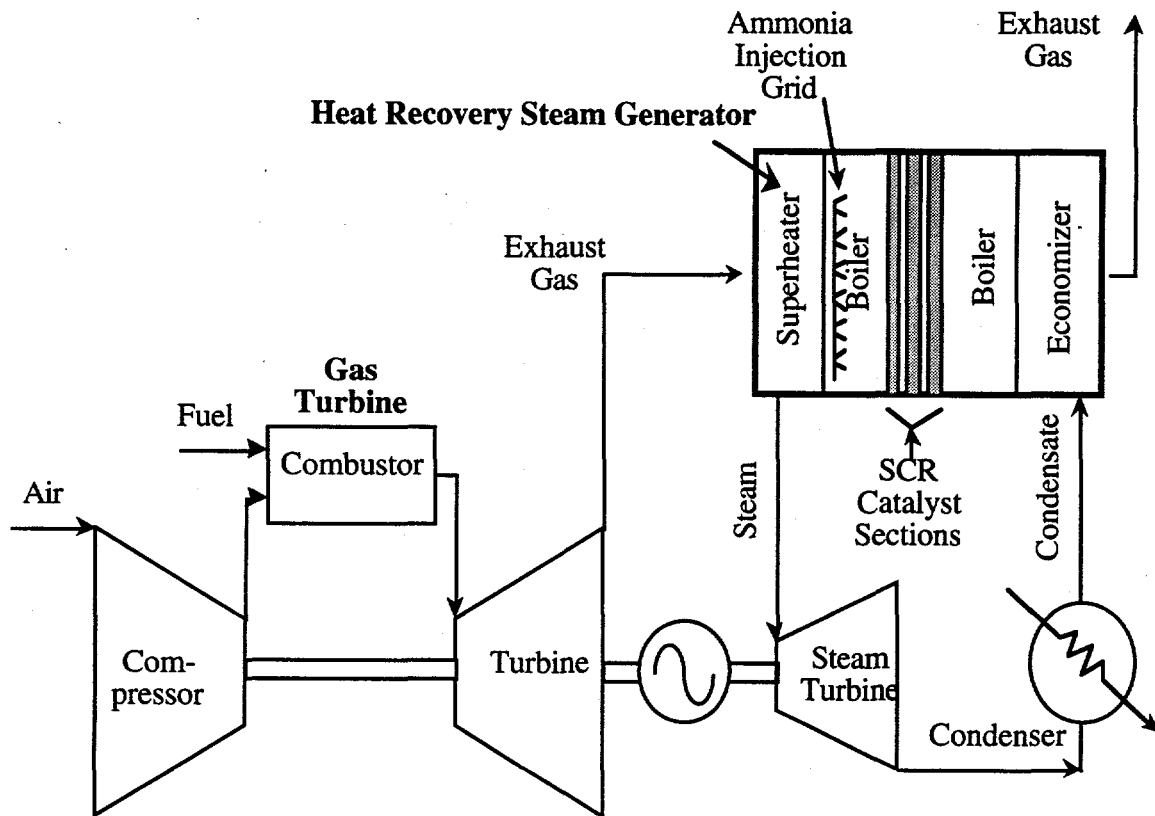 Ammonia
Injection
Grid
Exhaust
Gas
Heat Recovery Steam Generator
Superheater
Boiler
Boiler
Economizer
Exhaust
Gas
Gas
Turbine
Fuel
Combustor
Air
Steam
SCR
Catalyst
Sections
Condensate
Com-
pressor
Turbine
Steam
Turbine
Condenser